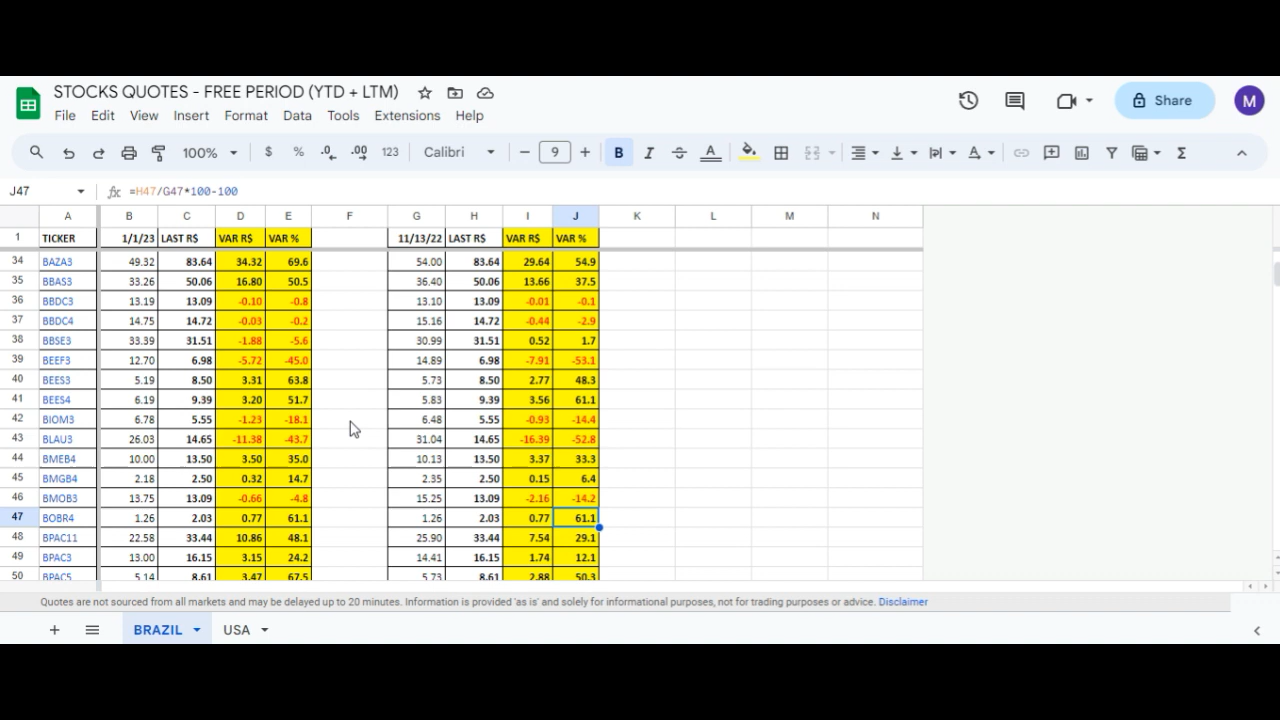 STOCKS QUOTES - FREE PERIOD (YTD + LTM)
File Edit View Insert Format Data Tools Extensions Help
Share M
100% $ % .0 .00 123 Calibri 9 B I A Σ
J47 fx =H47/G47*100-100
A B C D E F G H I J K L M N
1 TICKER 1/1/23 LAST R$ VAR R$ VAR % 11/13/22 LAST R$ VAR R$ VAR %
34 BAZA3 49.32 83.64 34.32 69.6 54.00 83.64 29.64 54.9
35 BBAS3 33.26 50.06 16.80 50.5 36.40 50.06 13.66 37.5
36 BBDC3 13.19 13.09 -0.10 -0.8 13.10 13.09 -0.01 -0.1
37 BBDC4 14.75 14.72 -0.03 -0.2 15.16 14.72 -0.44 -2.9
38 BBSE3 33.39 31.51 -1.88 -5.6 30.99 31.51 0.52 1.7
39 BEEF3 12.70 6.98 -5.72 -45.0 14.89 6.98 -7.91 -53.1
40 BEES3 5.19 8.50 3.31 63.8 5.73 8.50 2.77 48.3
41 BEES4 6.19 9.39 3.20 51.7 5.83 9.39 3.56 61.1
42 BIOM3 6.78 5.55 -1.23 -18.1 6.48 5.55 -0.93 -14.4
43 BLAU3 26.03 14.65 -11.38 -43.7 31.04 14.65 -16.39 -52.8
44 BMEB4 10.00 13.50 3.50 35.0 10.13 13.50 3.37 33.3
45 BMGB4 2.18 2.50 0.32 14.7 2.35 2.50 0.15 6.4
46 BMOB3 13.75 13.09 -0.66 -4.8 15.25 13.09 -2.16 -14.2
47 BOBR4 1.26 2.03 0.77 61.1 1.26 2.03 0.77 61.1
48 BPAC11 22.58 33.44 10.86 48.1 25.90 33.44 7.54 29.1
49 BPAC3 13.00 16.15 3.15 24.2 14.41 16.15 1.74 12.1
50 BPAC5 5.14 8.61 3.47 67.5 5.73 8.61 2.88 50.3
Quotes are not sourced from all markets and may be delayed up to 20 minutes. Information is provided 'as is' and solely for informational purposes, not for trading purposes or advice. Disclaimer
BRAZIL USA